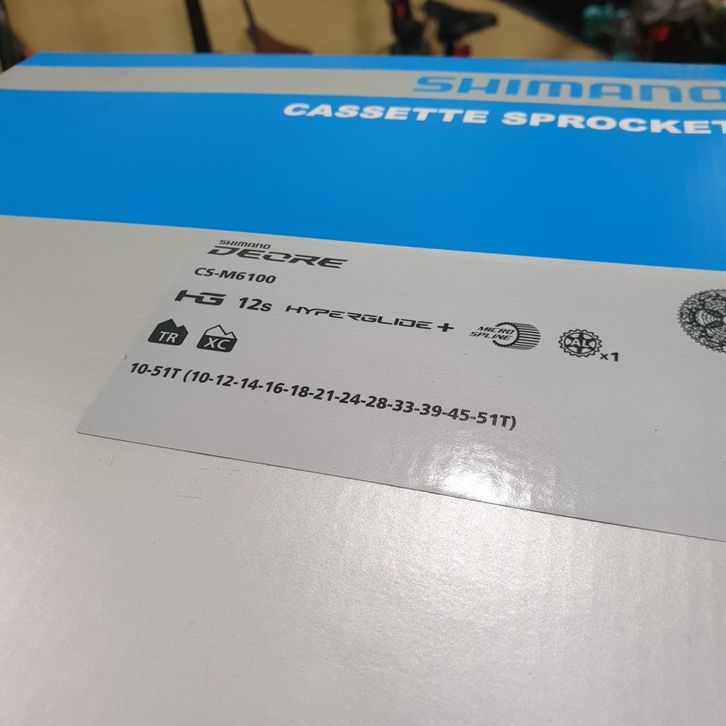 SHIMANO
CASSETTE SPROCKET
SHIMANO
DEORE
CS-M6100
HG 12s HYPERGLIDE+ MICRO SPLINE AL x1
TR XC
10-51T (10-12-14-16-18-21-24-28-33-39-45-51T)